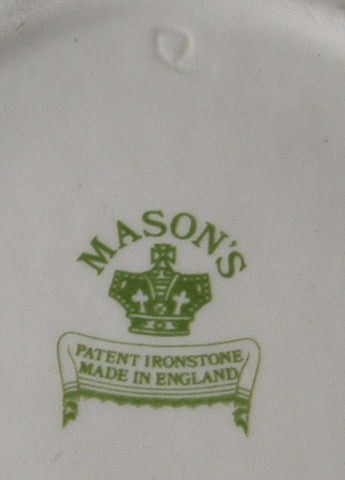 MASON'S
PATENT IRONSTONE
MADE IN ENGLAND